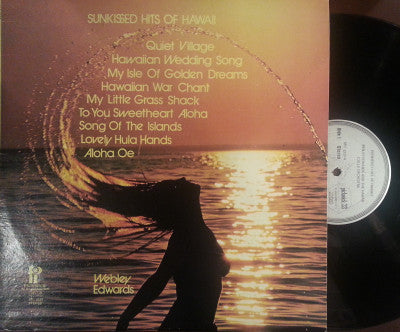 SUNKISSED HITS OF HAWAII
Quiet Village
Hawaiian Wedding Song
My Isle Of Golden Dreams
Hawaiian War Chant
My Little Grass Shack
To You Sweetheart Aloha
Song Of The Islands
Lovely Hula Hands
Aloha Oe
Webley
Edwards